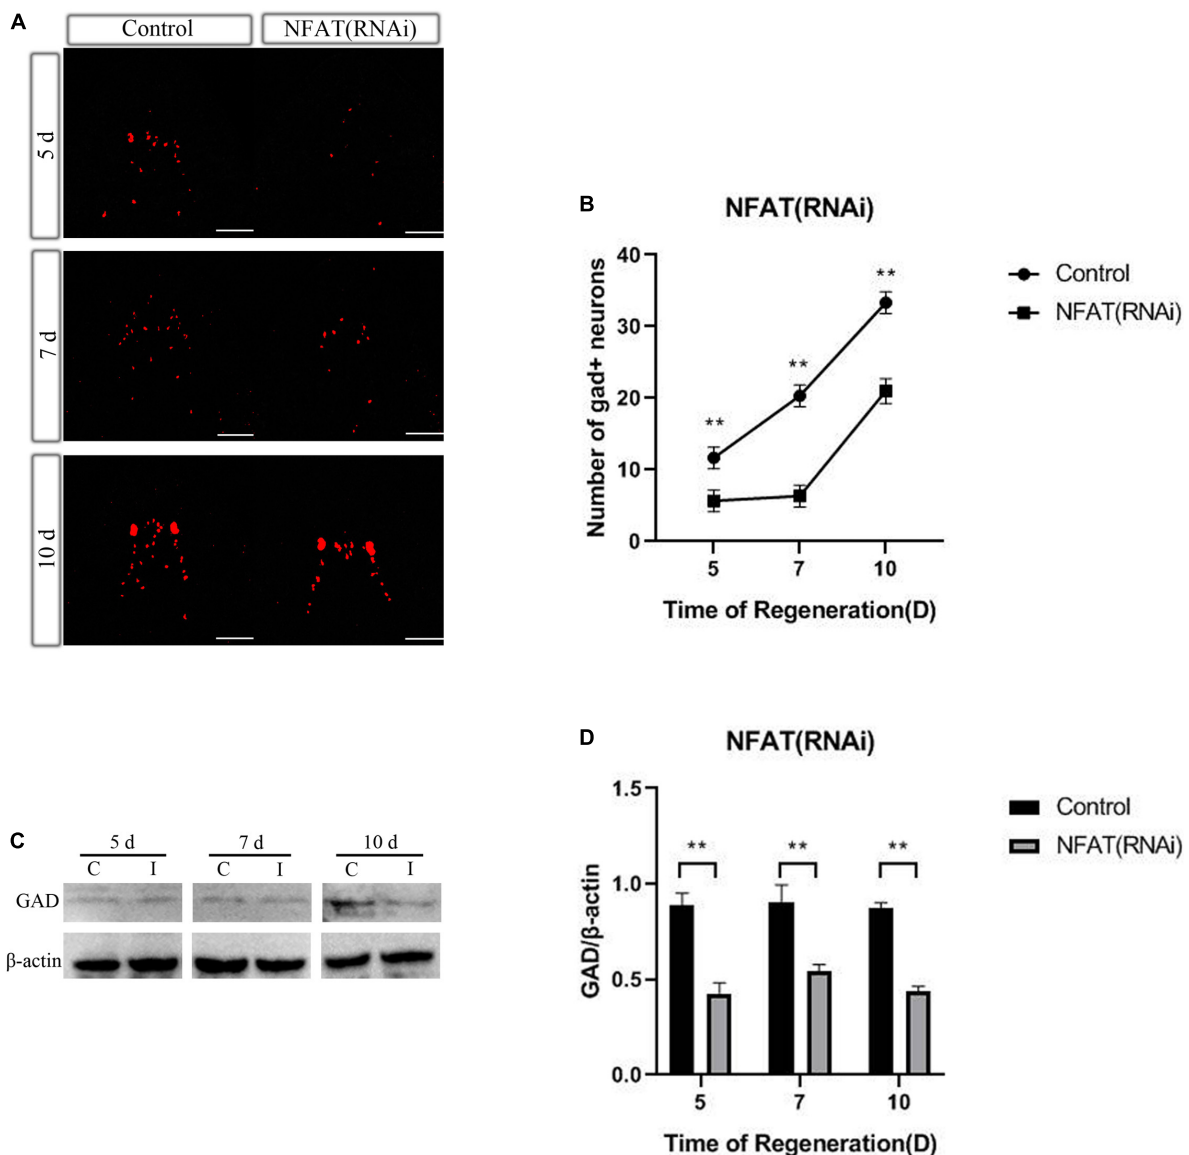 A
Control NFAT(RNAi)
5 d
7 d
10 d
B
NFAT(RNAi)
Number of gad+ neurons
40
30
20
10
0
** ** **
5 7 10
Time of Regeneration(D)
Control
NFAT(RNAi)
C
5 d 7 d 10 d
C I C I C I
GAD
β-actin
D
NFAT(RNAi)
GAD/β-actin
1.5
1.0
0.5
0.0
** ** **
5 7 10
Time of Regeneration(D)
Control
NFAT(RNAi)